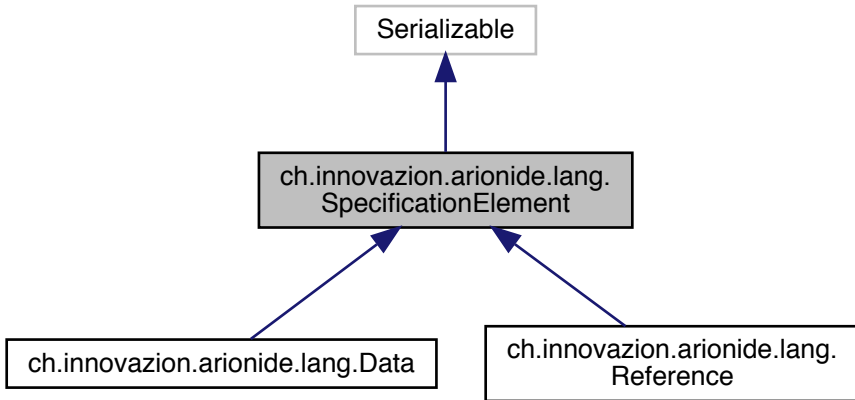 Serializable
ch.innovazion.arionide.lang.
SpecificationElement
ch.innovazion.arionide.lang.Data
ch.innovazion.arionide.lang.
Reference